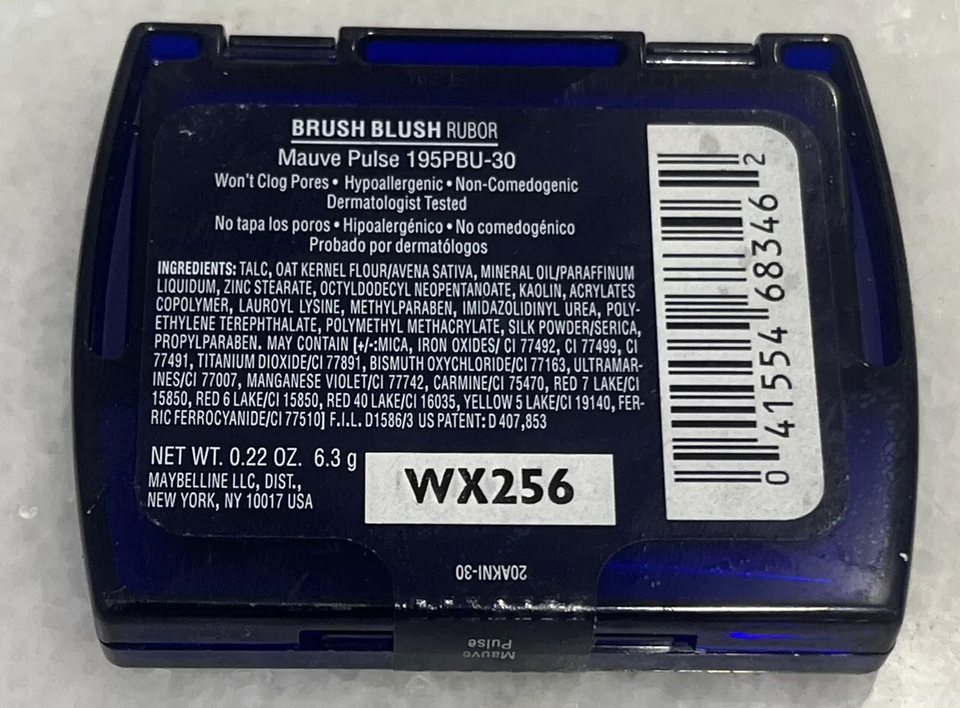 BRUSH BLUSH RUBOR
Mauve Pulse 195PBU-30
Won't Clog Pores • Hypoallergenic • Non-Comedogenic
Dermatologist Tested
No tapa los poros • Hipoalergénico • No comedogénico
Probado por dermatólogos
INGREDIENTS: TALC, OAT KERNEL FLOUR/AVENA SATIVA, MINERAL OIL/PARAFFINUM
LIQUIDUM, ZINC STEARATE, OCTYLDODECYL NEOPENTANOATE, KAOLIN, ACRYLATES
COPOLYMER, LAUROYL LYSINE, METHYLPARABEN, IMIDAZOLIDINYL UREA, POLY-
ETHYLENE TEREPHTHALATE, POLYMETHYL METHACRYLATE, SILK POWDER/SERICA,
PROPYLPARABEN. MAY CONTAIN [+/-:MICA, IRON OXIDES/ CI 77492, CI 77499, CI
77491, TITANIUM DIOXIDE/CI 77891, BISMUTH OXYCHLORIDE/CI 77163, ULTRAMAR-
INES/CI 77007, MANGANESE VIOLET/CI 77742, CARMINE/CI 75470, RED 7 LAKE/CI
15850, RED 6 LAKE/CI 15850, RED 40 LAKE/CI 16035, YELLOW 5 LAKE/CI 19140, FER-
RIC FERROCYANIDE/CI 77510] F.I.L. D1586/3 US PATENT: D 407,853
NET WT. 0.22 OZ. 6.3 g
MAYBELLINE LLC, DIST.,
NEW YORK, NY 10017 USA
WX256
0 41554 68346 2
20AKNI-30
Mauve
Pulse